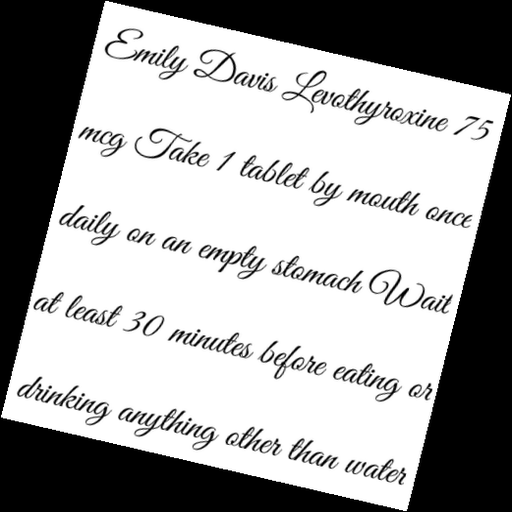 Emily Davis Levothyroxine 75
mcg Take 1 tablet by mouth once
daily on an empty stomach Wait
at least 30 minutes before eating or
drinking anything other than water